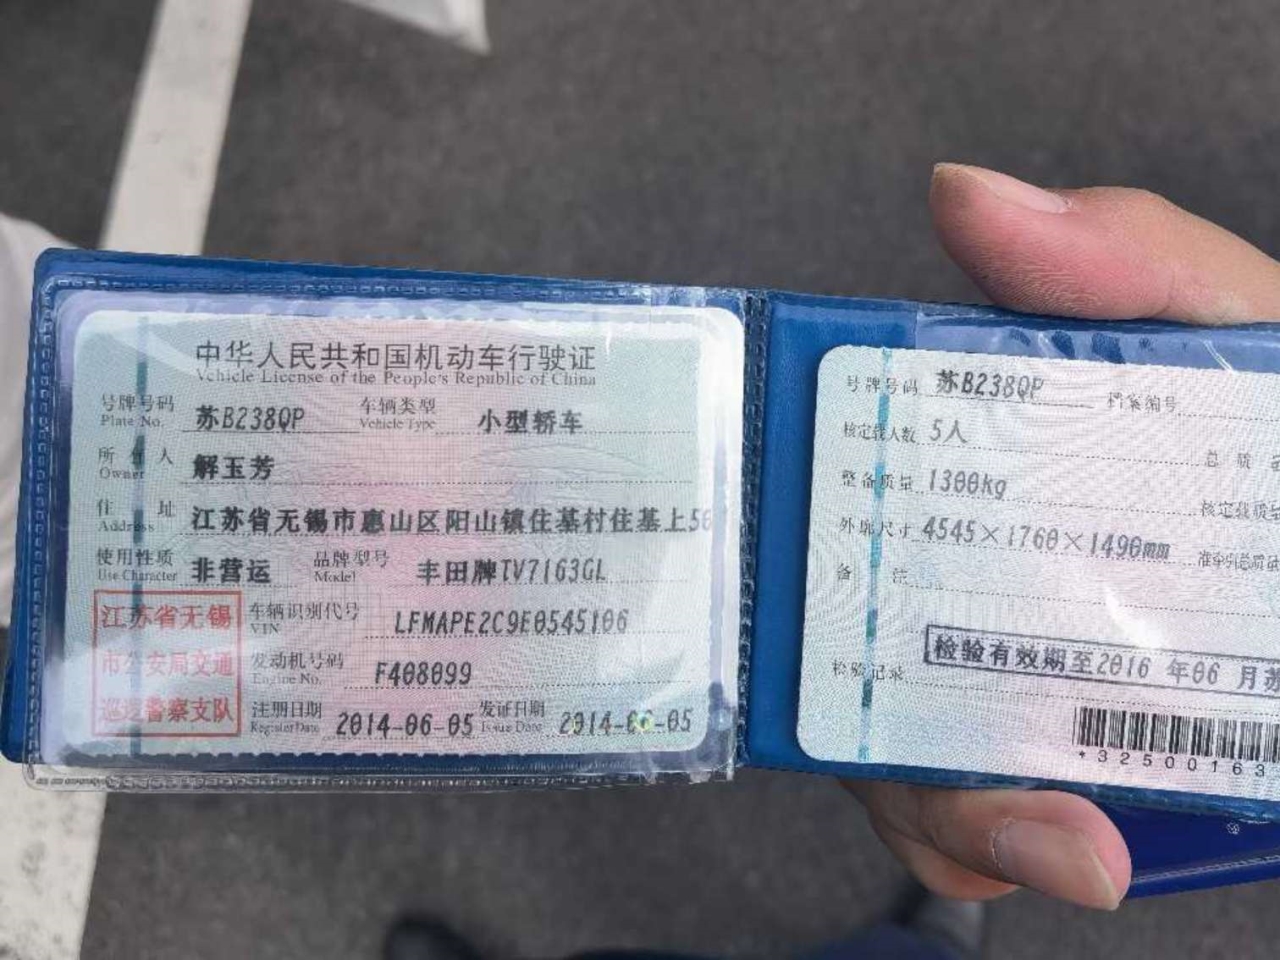 中华人民共和国机动车行驶证
Vehicle License of the People's Republic of China
号牌号码 苏B238QP 车辆类型 小型轿车
Plate No. Vehicle Type
所有人 解玉芳
Owner
住址 江苏省无锡市惠山区阳山镇住基村住基上5
Address
使用性质 非营运 品牌型号 丰田牌TV7163GL
Use Character Model
江苏省无锡
市公安局交通
巡逻警察支队
车辆识别代号 LFMAPE2C9E0545106
VIN
发动机号码 F408099
Engine No.
注册日期 2014-06-05 发证日期 2014-06-05
Register Date Issue Date
号牌号码 苏B238QP 档案编号
核定载人数 5人 总质
整备质量 1300kg 核定载质量
外廓尺寸 4545×1760×1490mm 准牵引总质
备注
检验有效期至2016 年06 月苏
检验记录
*32500163